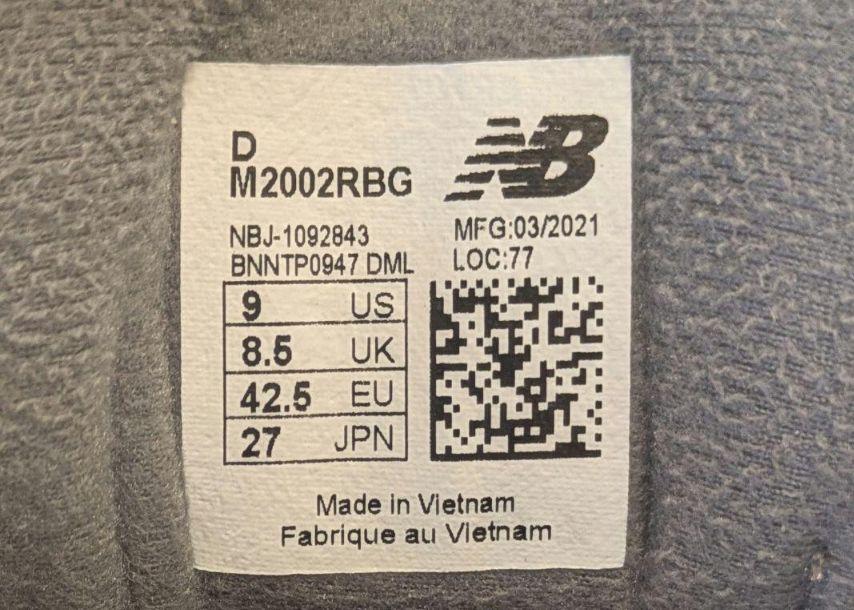 D
M2002RBG
NB
NBJ-1092843
BNNTP0947 DML
MFG:03/2021
LOC:77
9 US
8.5 UK
42.5 EU
27 JPN
Made in Vietnam
Fabrique au Vietnam